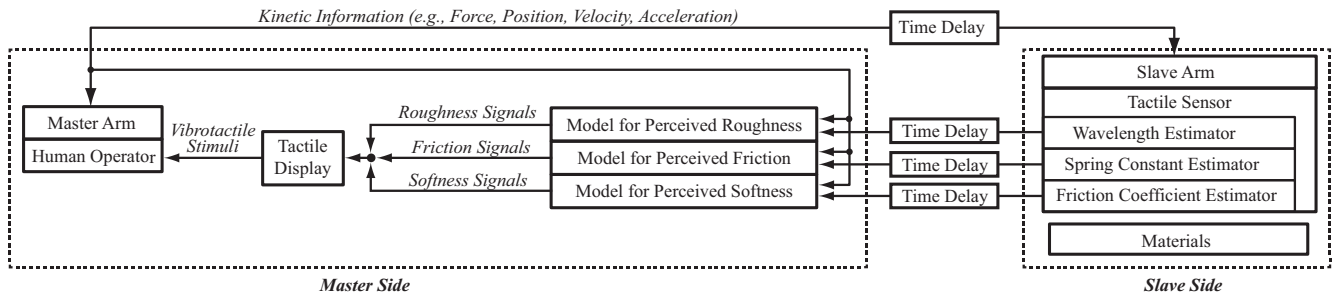 Kinetic Information (e.g., Force, Position, Velocity, Acceleration)
Time Delay
Slave Arm
Tactile Sensor
Master Arm
Human Operator
Vibrotactile
Stimuli
Tactile
Display
Roughness Signals
Friction Signals
Softness Signals
Model for Perceived Roughness
Model for Perceived Friction
Model for Perceived Softness
Time Delay
Time Delay
Time Delay
Wavelength Estimator
Spring Constant Estimator
Friction Coefficient Estimator
Materials
Master Side
Slave Side